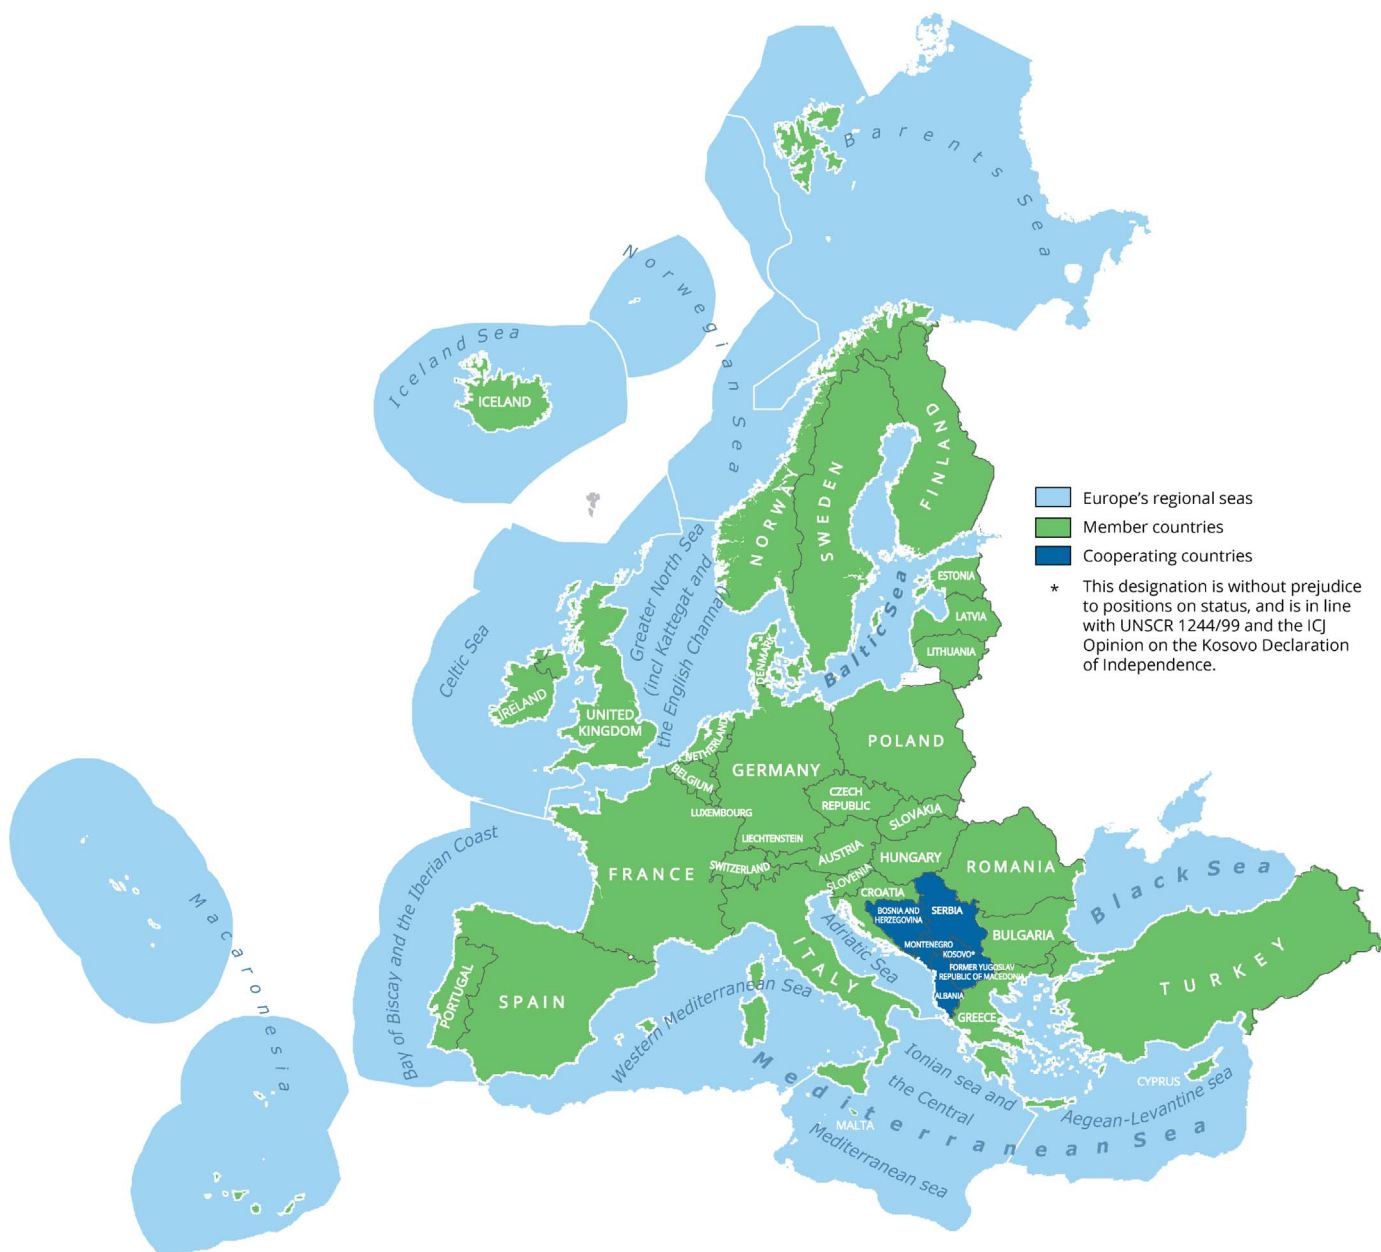 Barents Sea
Norwegian Sea
Iceland Sea
ICELAND
NORWAY
SWEDEN
FINLAND
Europe's regional seas
Member countries
Cooperating countries
* This designation is without prejudice
to positions on status, and is in line
with UNSCR 1244/99 and the ICJ
Opinion on the Kosovo Declaration
of Independence.
Greater North Sea
(incl Kattegat and
the English Channal)
Baltic Sea
ESTONIA
LATVIA
LITHUANIA
Celtic Sea
DENMARK
IRELAND
UNITED
KINGDOM
NETHERLAND
BELGIUM
GERMANY
POLAND
CZECH
REPUBLIC
LUXEMBOURG
SLOVAKIA
LIECHTENSTEIN
AUSTRIA
HUNGARY
SWITZERLAND
FRANCE
SLOVENIA
CROATIA
ROMANIA
Black Sea
Bay of Biscay and the Iberian Coast
Macaronesia
BOSNIA AND
HERZEGOVINA
SERBIA
MONTENEGRO
KOSOVO*
BULGARIA
Adriatic Sea
ITALY
FORMER YUGOSLAV
REPUBLIC OF MACEDONIA
ALBANIA
GREECE
TURKEY
PORTUGAL
SPAIN
Western Mediterranean Sea
Mediterranean Sea
Ionian sea and
the Central
Mediterranean sea
MALTA
CYPRUS
Aegean-Levantine sea